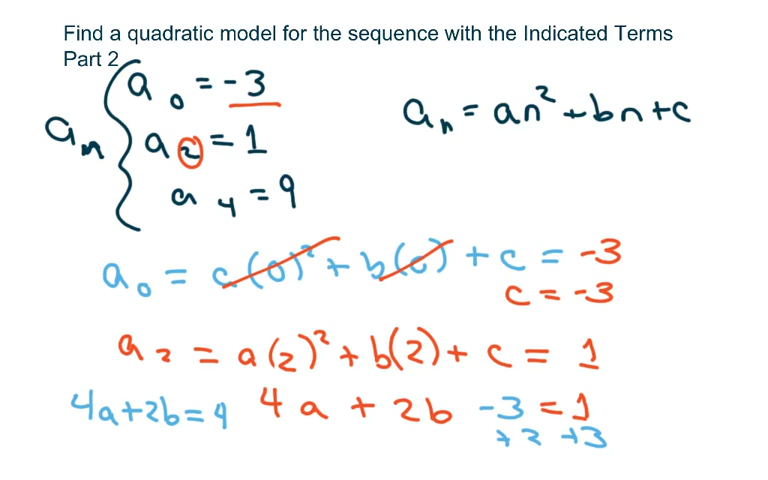 Find a quadratic model for the sequence with the Indicated Terms
Part 2
a₀ = -3
aₙ = an² + bn + c
aₙ { a₂ = 1
a₄ = 9
a₀ = a(0)² + b(0) + c = -3
c = -3
a₂ = a(2)² + b(2) + c = 1
4a+2b=4 4a + 2b -3 = 1
+3 +3